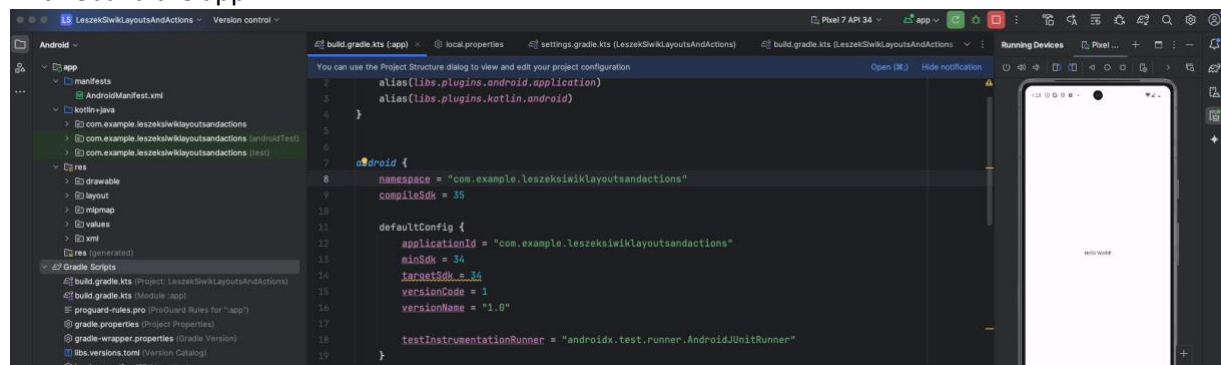 LS LeszekSiwikLayoutsAndActions Version control
Pixel 7 API 34 app
Android
app
manifests
AndroidManifest.xml
kotlin+java
com.example.leszeksiwiklayoutsandactions
com.example.leszeksiwiklayoutsandactions (androidTest)
com.example.leszeksiwiklayoutsandactions (test)
res
drawable
layout
mipmap
values
xml
res (generated)
Gradle Scripts
build.gradle.kts (Project: LeszekSiwikLayoutsAndActions)
build.gradle.kts (Module :app)
proguard-rules.pro (ProGuard Rules for ":app")
gradle.properties (Project Properties)
gradle-wrapper.properties (Gradle Version)
libs.versions.toml (Version Catalog)
build.gradle.kts (:app) local.properties settings.gradle.kts (LeszekSiwikLayoutsAndActions) build.gradle.kts (LeszekSiwikLayoutsAndActions
You can use the Project Structure dialog to view and edit your project configuration Open (⌘;) Hide notification
2 alias(libs.plugins.android.application)
3 alias(libs.plugins.kotlin.android)
4 }
5
6
7 android {
8 namespace = "com.example.leszeksiwiklayoutsandactions"
9 compileSdk = 35
10
11 defaultConfig {
12 applicationId = "com.example.leszeksiwiklayoutsandactions"
13 minSdk = 34
14 targetSdk = 34
15 versionCode = 1
16 versionName = "1.0"
17
18 testInstrumentationRunner = "androidx.test.runner.AndroidJUnitRunner"
19 }
Running Devices Pixel ...
Hello World!